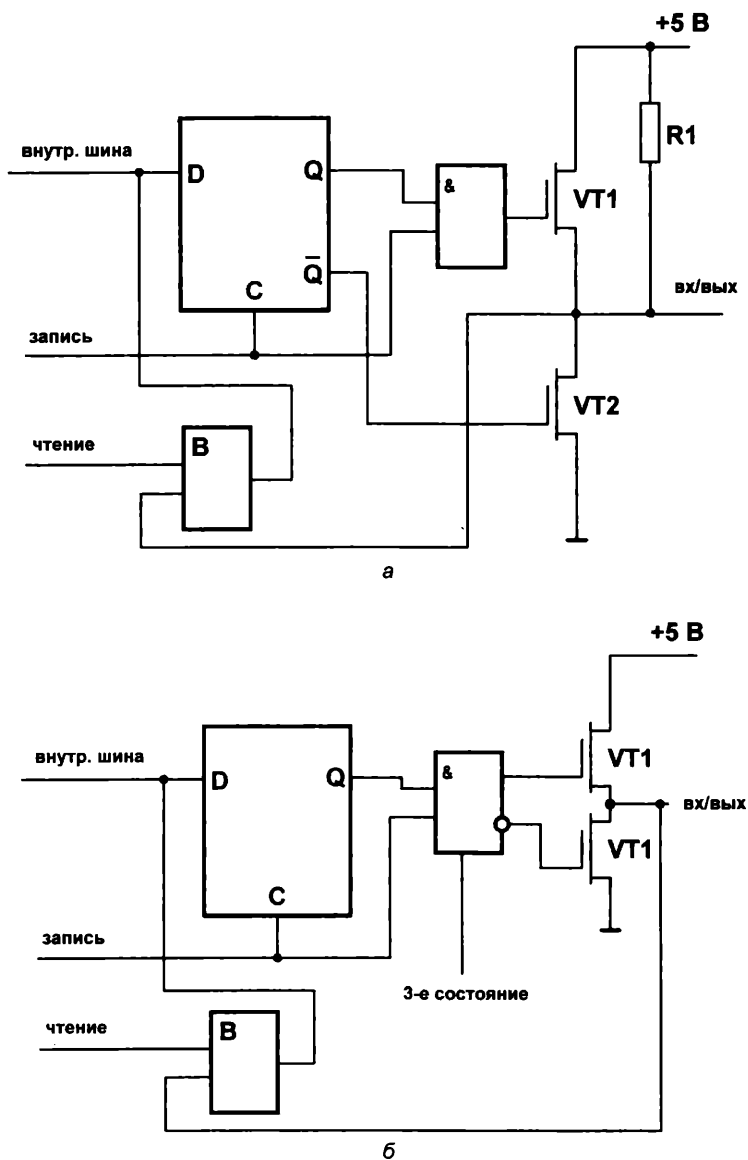 +5 В
внутр. шина
D
Q
&
R1
VT1
Q̅
вх/вых
C
запись
VT2
чтение
В
а
+5 В
внутр. шина
D
Q
&
VT1
вх/вых
VT1
C
запись
3-е состояние
чтение
В
б